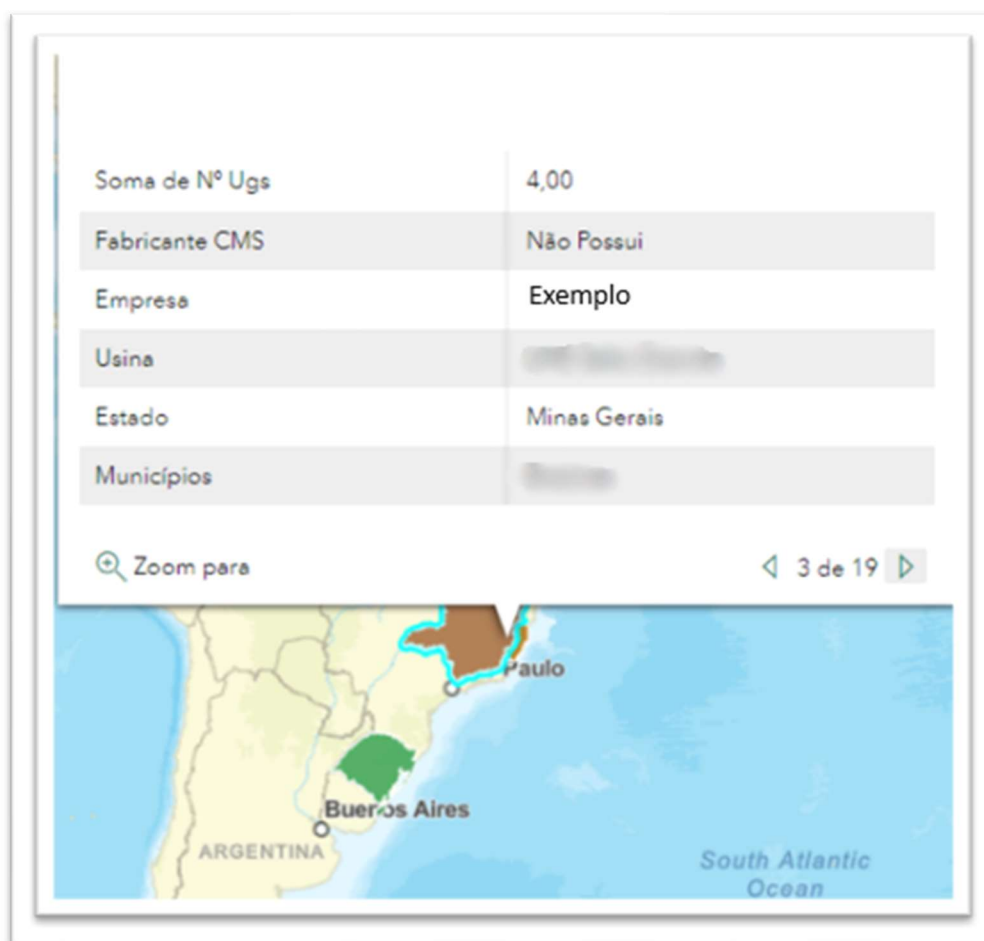 Soma de Nº Ugs 4,00
Fabricante CMS Não Possui
Empresa Exemplo
Usina
Estado Minas Gerais
Municípios
Zoom para 3 de 19
Paulo
Buenos Aires
ARGENTINA
South Atlantic
Ocean